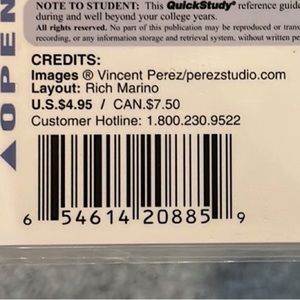 NOTE TO STUDENT: This QuickStudy® reference guide
during and well beyond your college years.
All rights reserved. No part of this publication may be reproduced or trans
recording, or any information storage and retrieval system, without written per
OPEN
CREDITS:
Images ® Vincent Perez/perezstudio.com
Layout: Rich Marino
U.S.$4.95 / CAN.$7.50
Customer Hotline: 1.800.230.9522
6 54614 20885 9